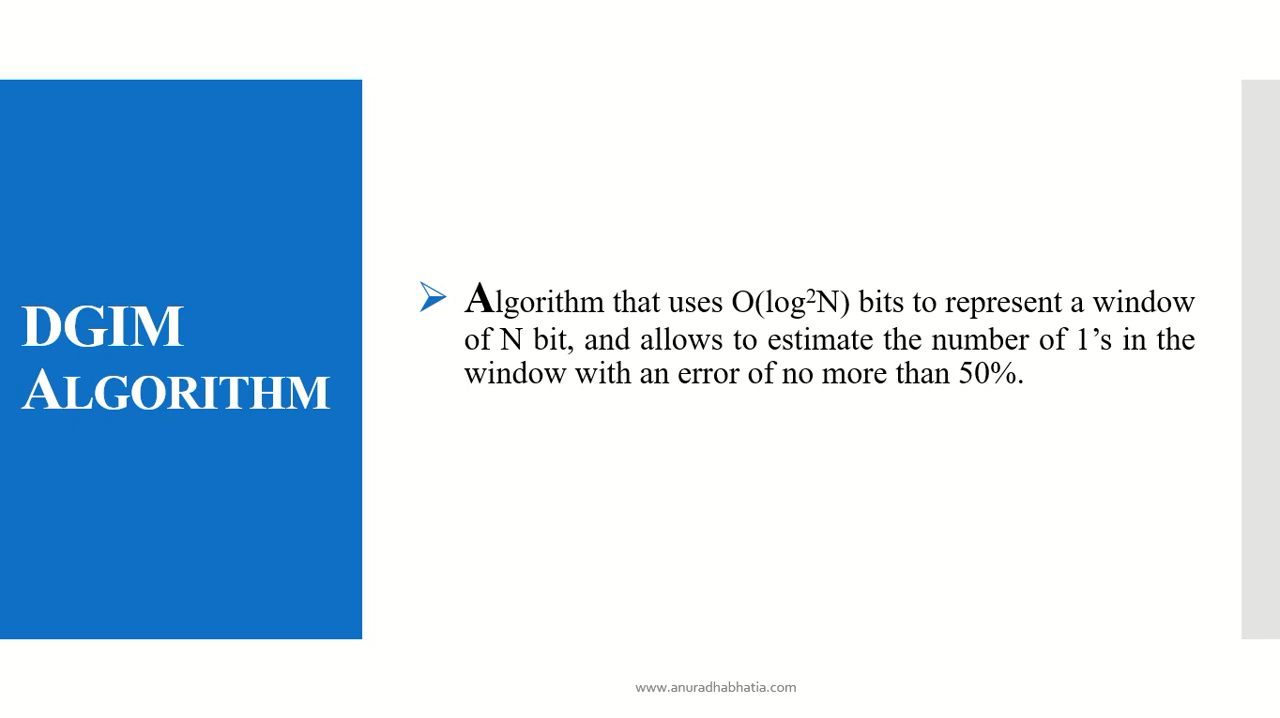 DGIM
ALGORITHM
Algorithm that uses O(log²N) bits to represent a window
of N bit, and allows to estimate the number of 1’s in the
window with an error of no more than 50%.
www.anuradhabhatia.com